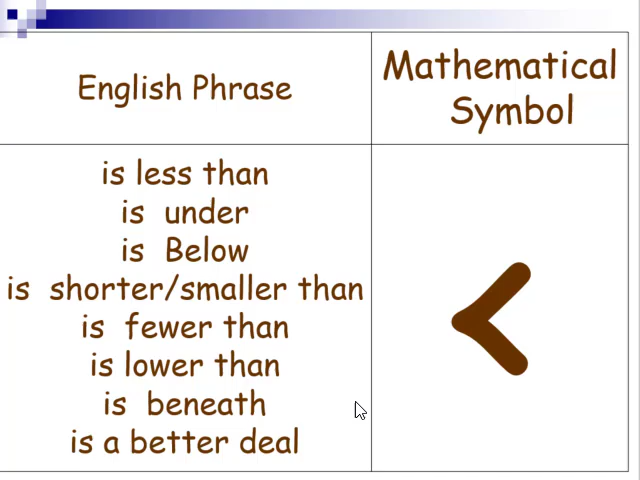 English Phrase
Mathematical
Symbol
is less than
is under
is Below
is shorter/smaller than
is fewer than
is lower than
is beneath
is a better deal
<